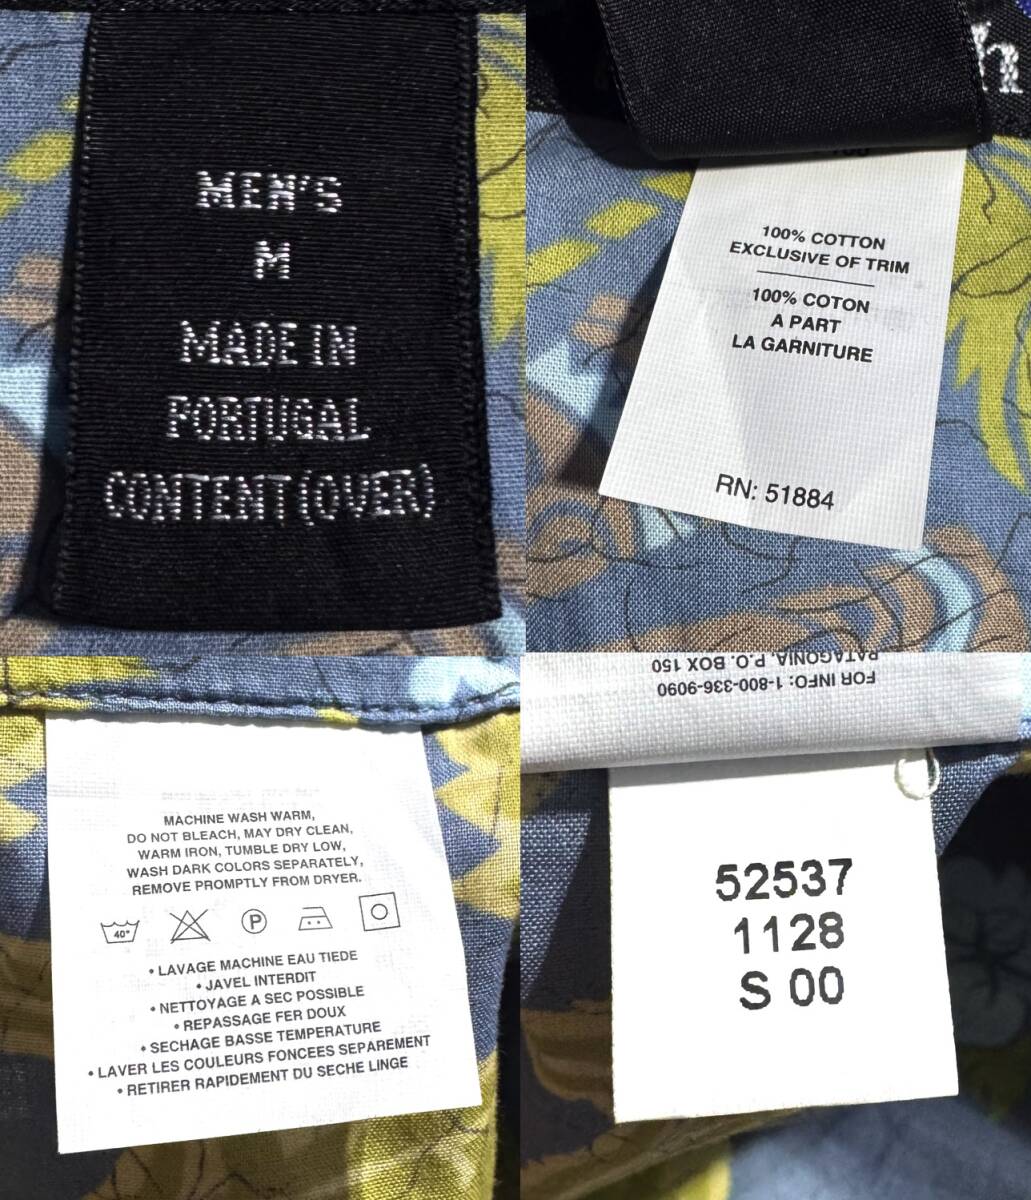 MEN'S
M
MADE IN
PORTUGAL
CONTENT (OVER)
h
100% COTTON
EXCLUSIVE OF TRIM
100% COTON
A PART
LA GARNITURE
RN: 51884
MACHINE WASH WARM,
DO NOT BLEACH, MAY DRY CLEAN,
WARM IRON, TUMBLE DRY LOW,
WASH DARK COLORS SEPARATELY,
REMOVE PROMPTLY FROM DRYER.
40° P
• LAVAGE MACHINE EAU TIEDE
• JAVEL INTERDIT
• NETTOYAGE A SEC POSSIBLE
• REPASSAGE FER DOUX
• SECHAGE BASSE TEMPERATURE
• LAVER LES COULEURS FONCEES SEPAREMENT
• RETIRER RAPIDEMENT DU SECHE LINGE
FOR INFO: 1-800-336-9090
PATAGONIA, P.O. BOX 150
52537
1128
S 00